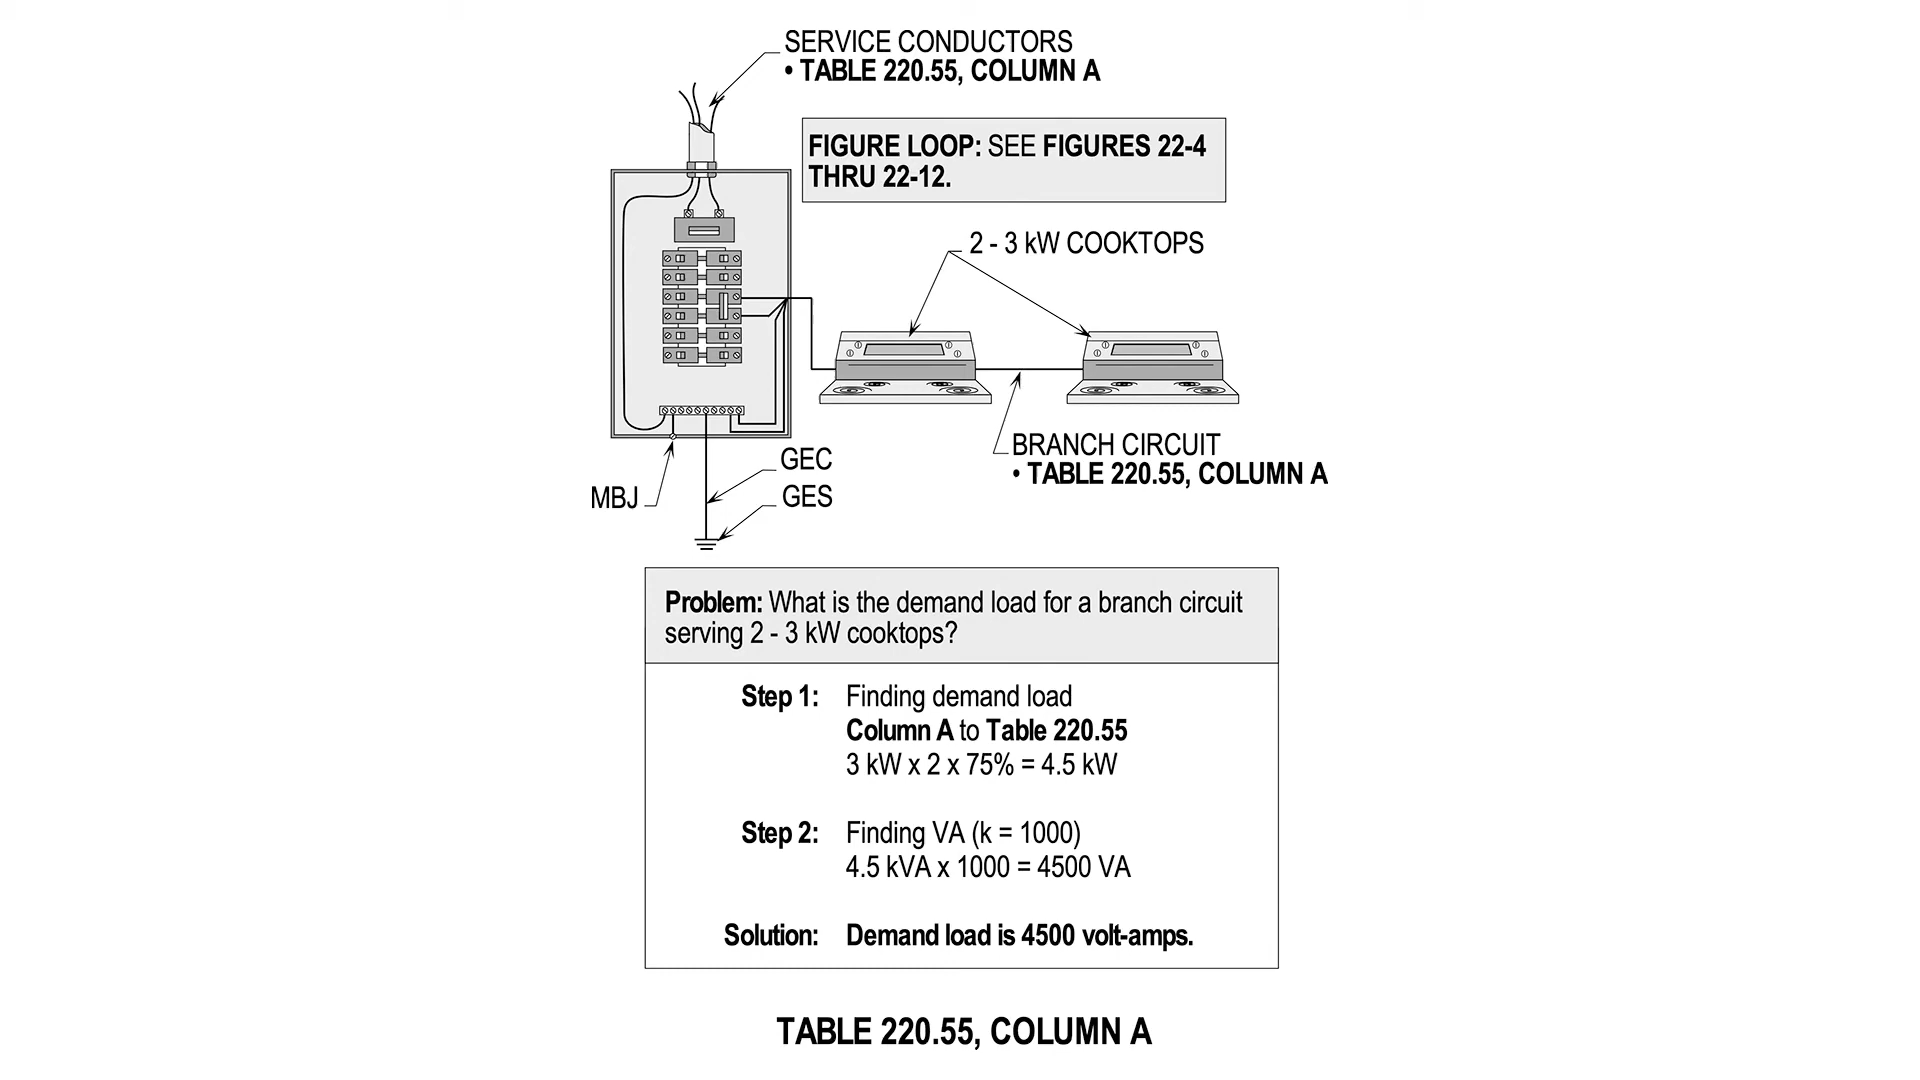 SERVICE CONDUCTORS
• TABLE 220.55, COLUMN A
FIGURE LOOP: SEE FIGURES 22-4
THRU 22-12.
2 - 3 kW COOKTOPS
BRANCH CIRCUIT
• TABLE 220.55, COLUMN A
GEC
MBJ
GES
Problem: What is the demand load for a branch circuit
serving 2 - 3 kW cooktops?
Step 1: Finding demand load
Column A to Table 220.55
3 kW x 2 x 75% = 4.5 kW
Step 2: Finding VA (k = 1000)
4.5 kVA x 1000 = 4500 VA
Solution: Demand load is 4500 volt-amps.
TABLE 220.55, COLUMN A